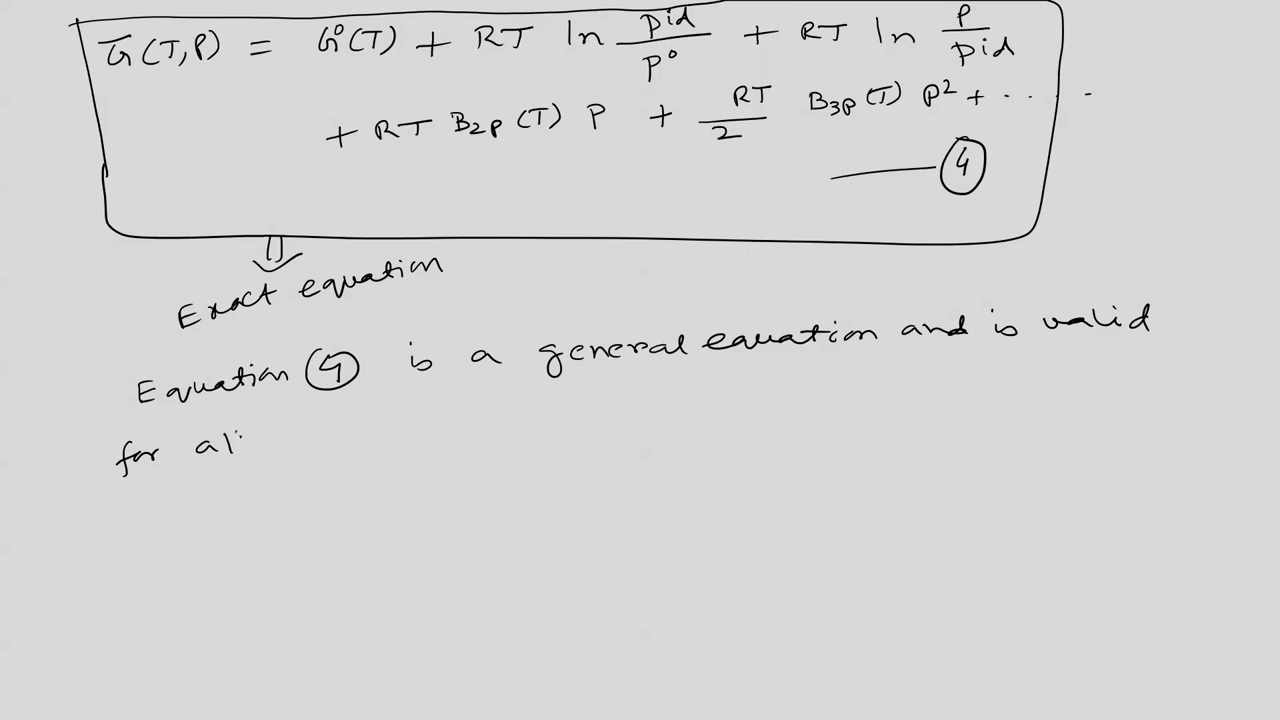 G̅(T,P) = G°(T) + RT ln pid/p° + RT ln P/pid
+ RT B2P(T) P + RT/2 B3P(T) P² + .....
④
Exact equation
Equation ④ is a general equation and is valid
for al